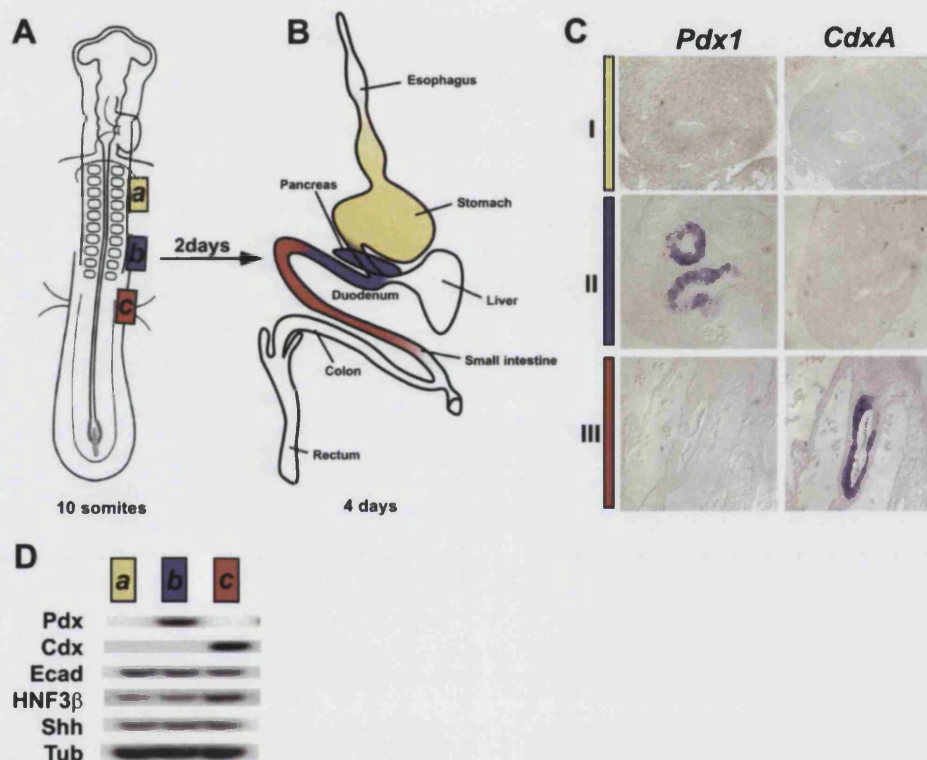 A
a
b
c
2days
10 somites
B
Esophagus
Pancreas
Stomach
Duodenum
Liver
Small intestine
Colon
Rectum
4 days
C
Pdx1 CdxA
I
II
III
D
a b c
Pdx
Cdx
Ecad
HNF3β
Shh
Tub